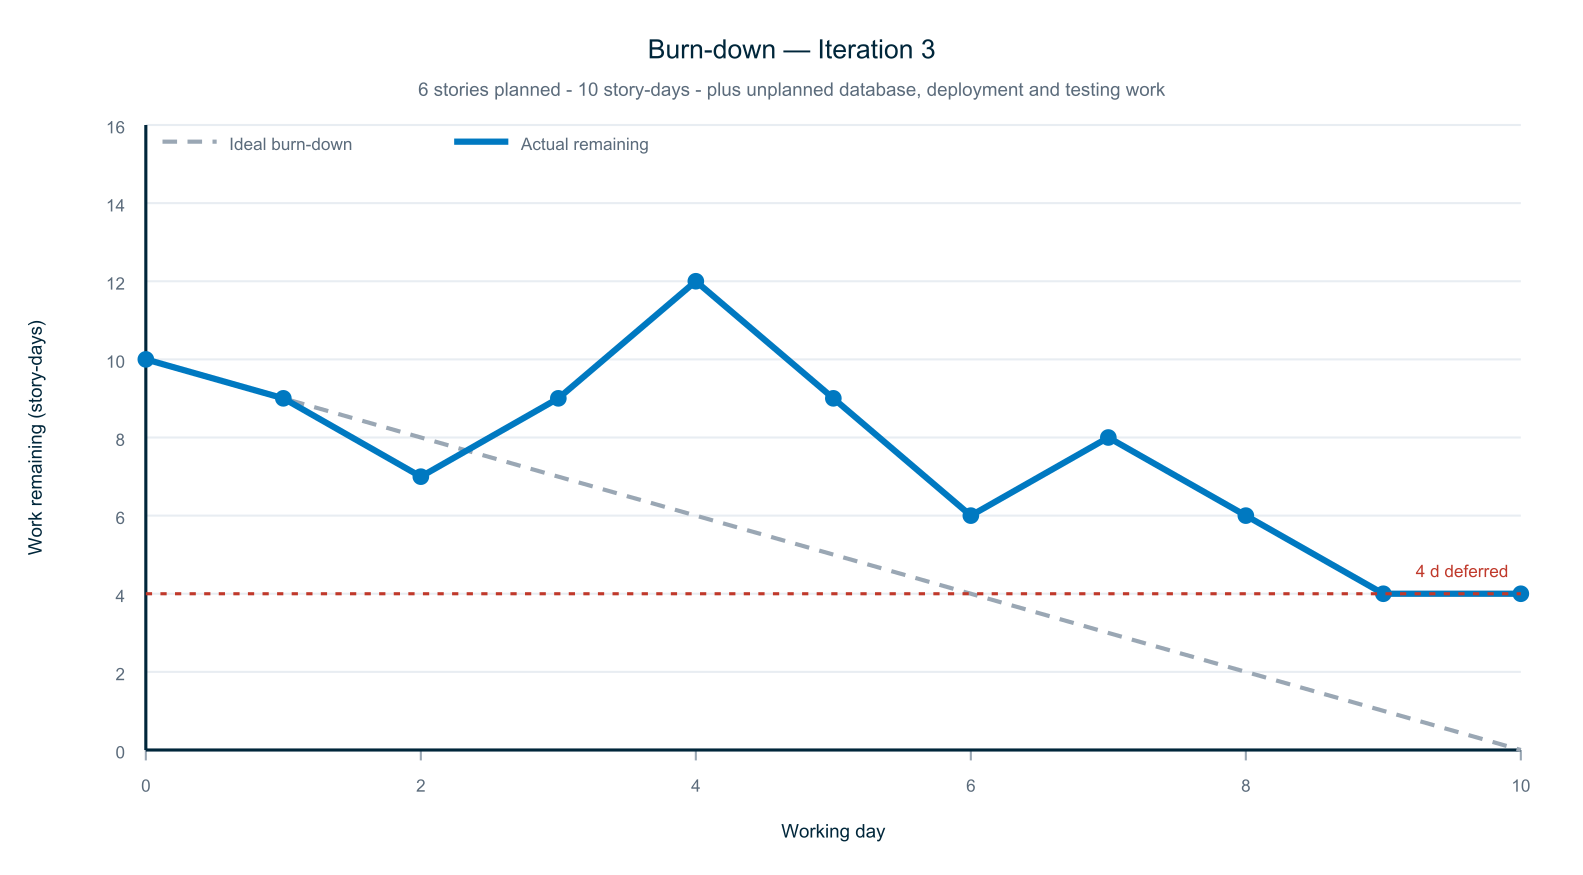 Burn-down — Iteration 3
6 stories planned - 10 story-days - plus unplanned database, deployment and testing work
Ideal burn-down
Actual remaining
16
14
12
10
8
6
4
2
0
Work remaining (story-days)
4 d deferred
0 2 4 6 8 10
Working day